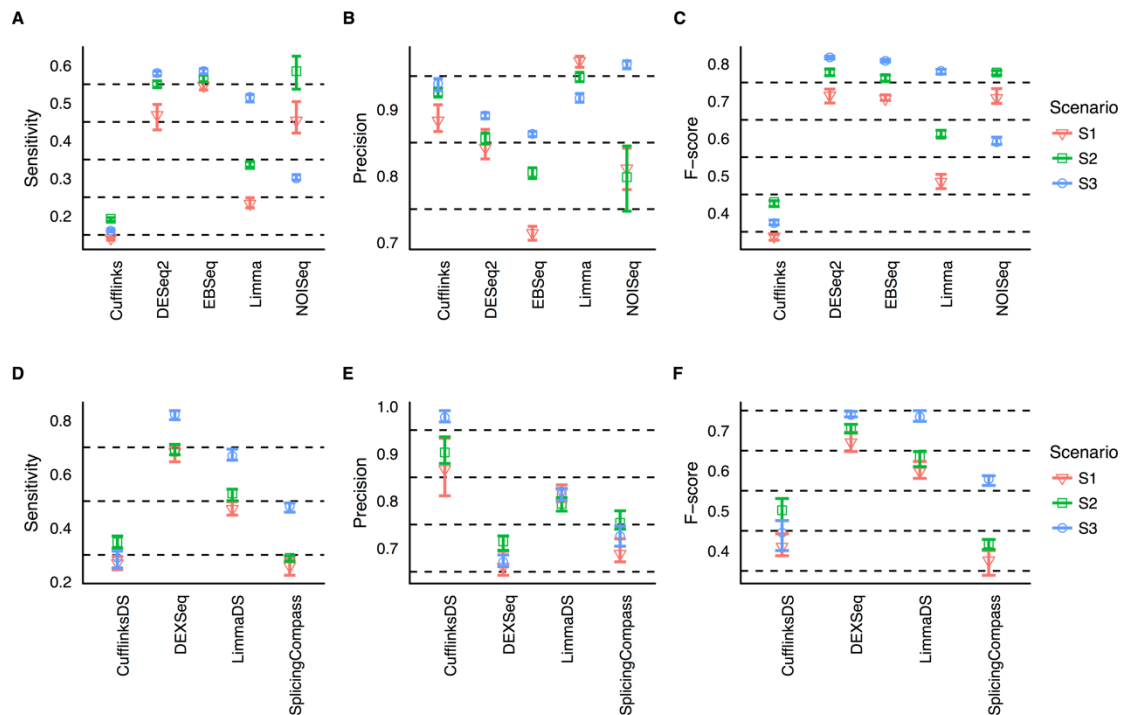 A
Sensitivity
0.6
0.5
0.4
0.3
0.2
Cufflinks
DESeq2
EBSeq
Limma
NOISeq
B
Precision
0.9
0.8
0.7
Cufflinks
DESeq2
EBSeq
Limma
NOISeq
C
F−score
0.8
0.7
0.6
0.5
0.4
Cufflinks
DESeq2
EBSeq
Limma
NOISeq
Scenario
S1
S2
S3
D
Sensitivity
0.8
0.6
0.4
0.2
CufflinksDS
DEXSeq
LimmaDS
SplicingCompass
E
Precision
1.0
0.9
0.8
0.7
CufflinksDS
DEXSeq
LimmaDS
SplicingCompass
F
F−score
0.7
0.6
0.5
0.4
CufflinksDS
DEXSeq
LimmaDS
SplicingCompass
Scenario
S1
S2
S3